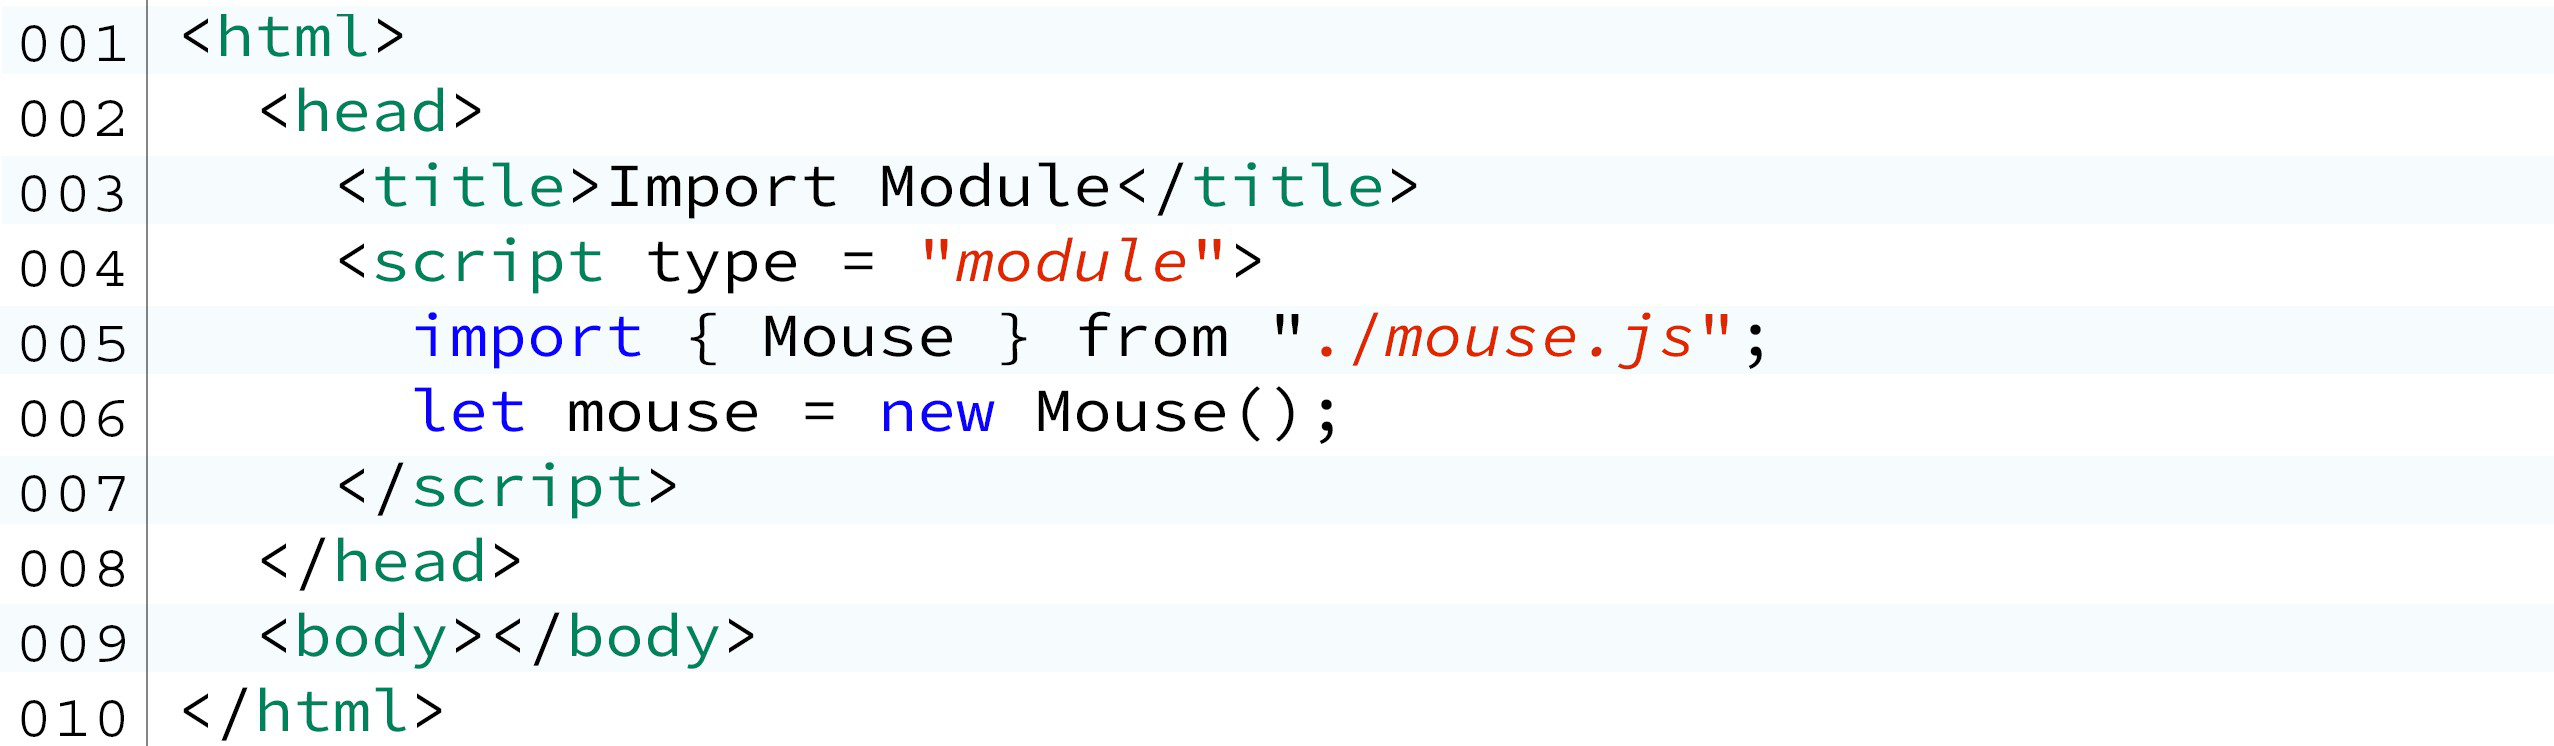 001 <html>
002   <head>
003     <title>Import Module</title>
004     <script type = "module">
005       import { Mouse } from "./mouse.js";
006       let mouse = new Mouse();
007     </script>
008   </head>
009   <body></body>
010 </html>